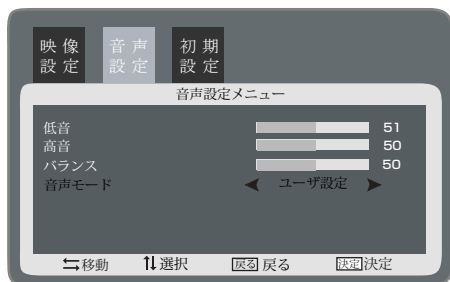 映像 音声 初期
設定 設定 設定
音声設定メニュー
低音 51
高音 50
バランス 50
音声モード ユーザ設定
移動 選択 戻る 戻る 決定 決定